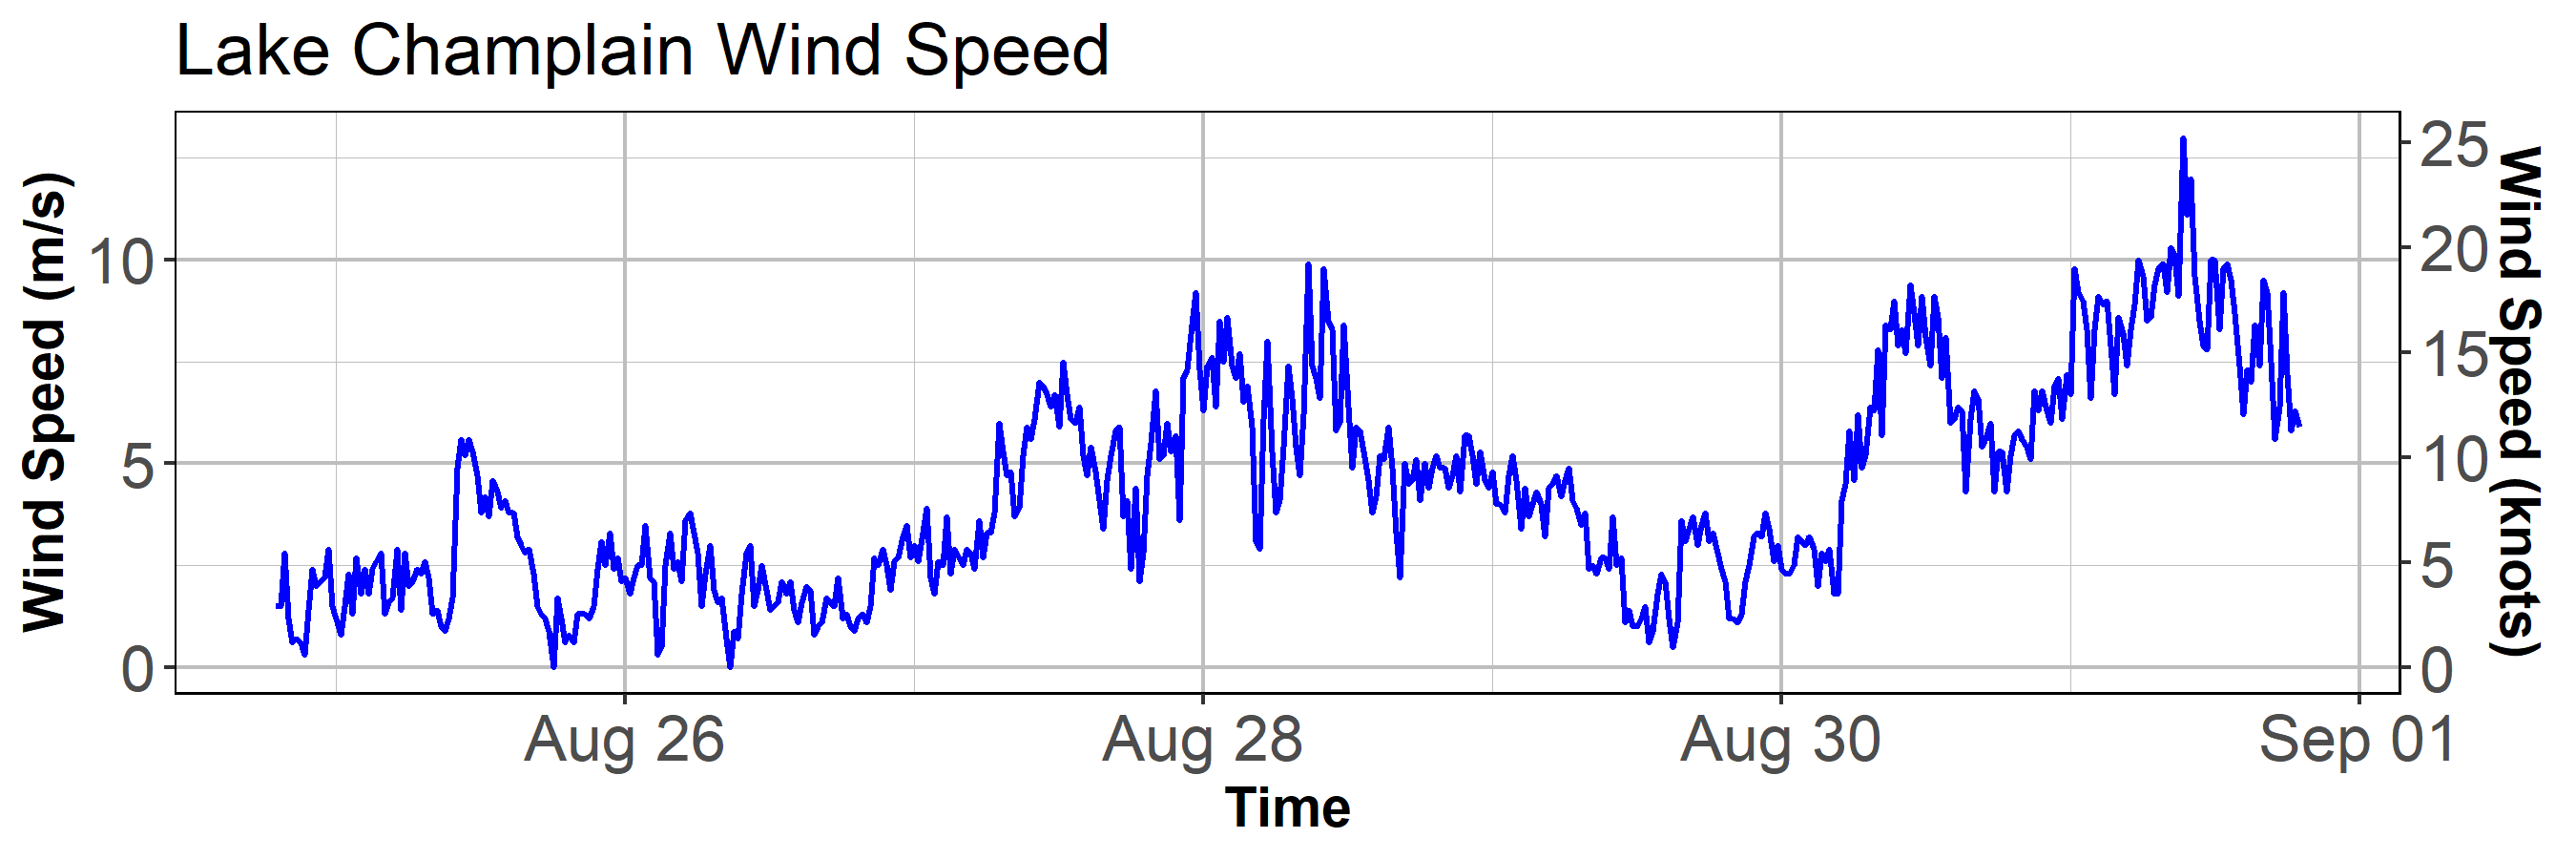 Lake Champlain Wind Speed
Wind Speed (m/s)
10
5
0
25
20
15
10
5
0
Wind Speed (knots)
Aug 26
Aug 28
Aug 30
Sep 01
Time